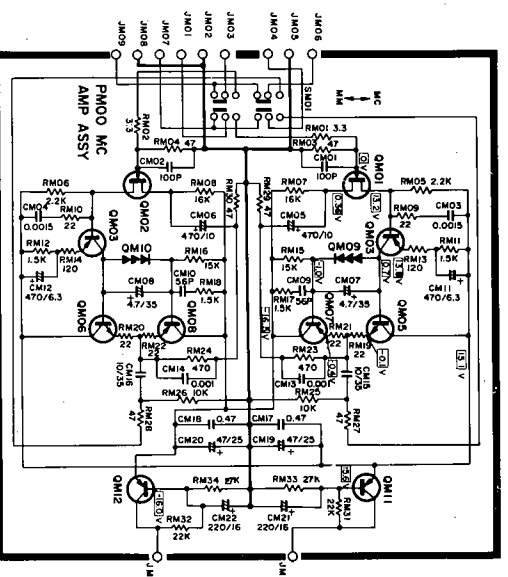 JM09
JM08
JM07
JM01
JM02
JM03
JM04
JM05
JM06
SM01
MM
MC
PM00 MC
AMP ASSY
RM02
3.3
RM04 47
CM02
100P
RM01 3.3
RM03 47
CM01
100P
QM02
QM01
RM06
2.2K
CM04
0.0015
RM10
22
RM12
1.5K
RM14
120
CM12
470/6.3
QM03
RM08
16K
CM06
470/10
RM30 47
RM29 47
RM07
16K
CM05
470/10
RM05 2.2K
RM09
22
CM03
0.0015
QM03
RM13
120
RM11
1.5K
CM11
470/6.3
QM10
RM16
15K
CM08
4.7/35
CM10
56P
RM18
1.5K
RM15
15K
QM09
CM09
56P
RM17
1.5K
CM07
4.7/35
QM06
QM08
RM20
22
RM22
22
QM07
QM05
RM21
22
RM19
22
RM24
470
CM14
0.001
CM16
10/35
RM26 10K
RM28
47
RM23
470
CM13
0.001
CM15
10/35
RM25
10K
RM27
47
CM18 0.47
CM17 0.47
CM20 47/25
CM19 47/25
QM12
-16.0 V
RM34 27K
RM33 27K
RM31
22K
QM11
RM32
22K
CM22
220/16
CM21
220/16
JM
JM